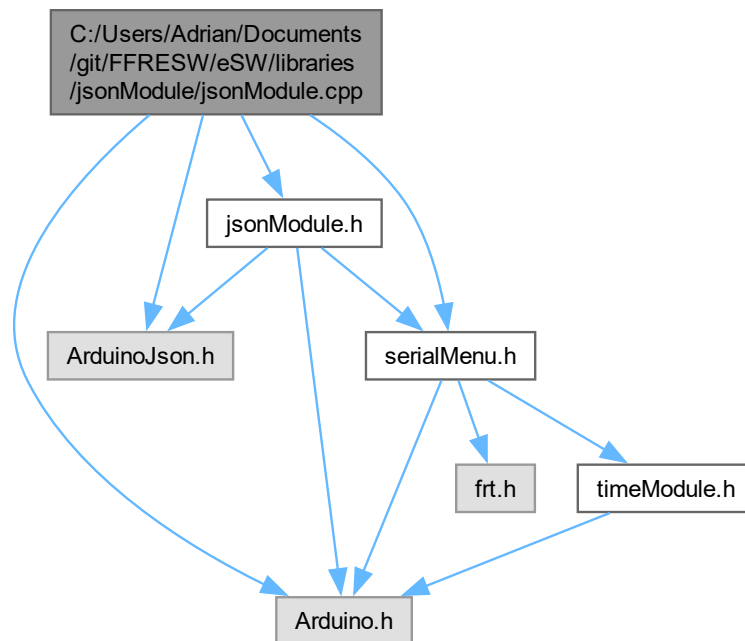 C:/Users/Adrian/Documents
/git/FFRESW/eSW/libraries
/jsonModule/jsonModule.cpp
jsonModule.h
ArduinoJson.h
serialMenu.h
frt.h
timeModule.h
Arduino.h